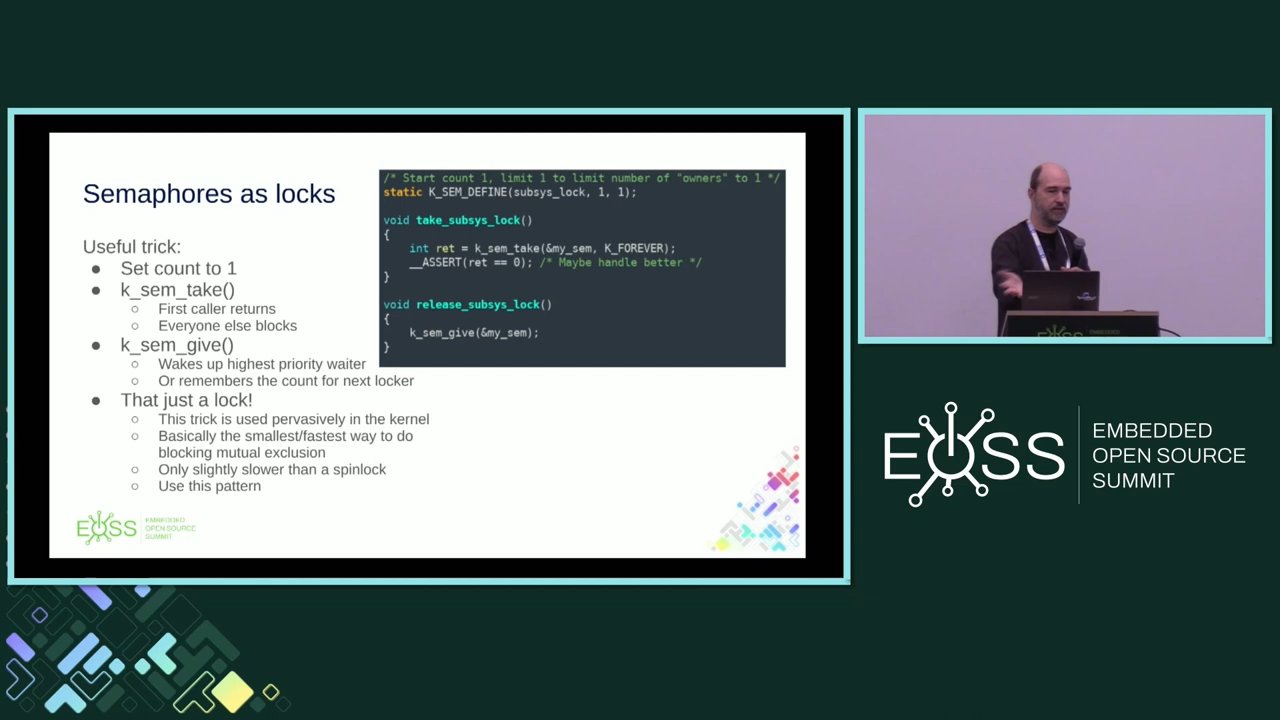 Semaphores as locks
Useful trick:
● Set count to 1
● k_sem_take()
○ First caller returns
○ Everyone else blocks
● k_sem_give()
○ Wakes up highest priority waiter
○ Or remembers the count for next locker
● That just a lock!
○ This trick is used pervasively in the kernel
○ Basically the smallest/fastest way to do
blocking mutual exclusion
○ Only slightly slower than a spinlock
○ Use this pattern
/* Start count 1, limit 1 to limit number of "owners" to 1 */
static K_SEM_DEFINE(subsys_lock, 1, 1);
void take_subsys_lock()
{
int ret = k_sem_take(&my_sem, K_FOREVER);
__ASSERT(ret == 0); /* Maybe handle better */
}
void release_subsys_lock()
{
k_sem_give(&my_sem);
}
EOSS
EMBEDDED
OPEN SOURCE
SUMMIT
EOSS
EMBEDDED
OPEN SOURCE
SUMMIT